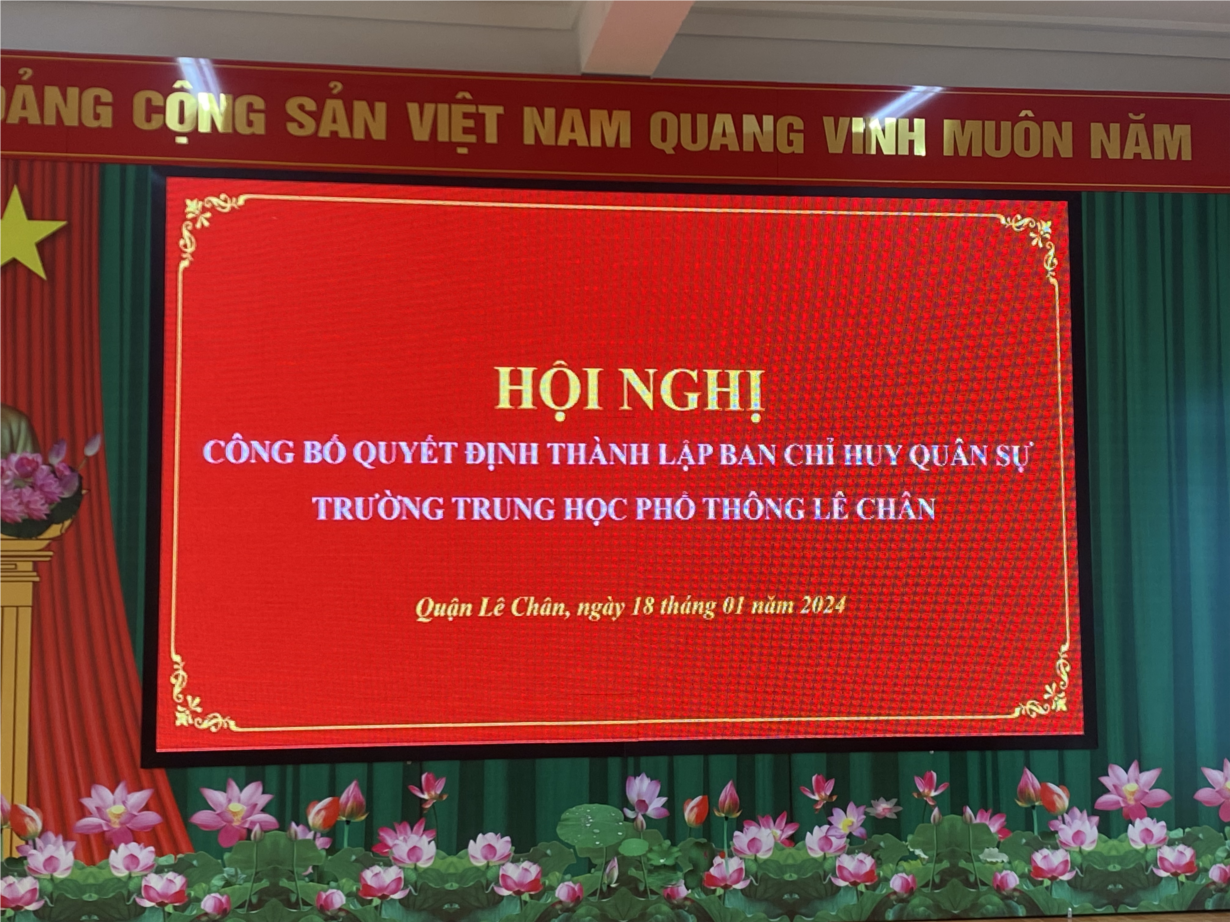 ĐẢNG CỘNG SẢN VIỆT NAM QUANG VINH MUÔN NĂM
HỘI NGHỊ
CÔNG BỐ QUYẾT ĐỊNH THÀNH LẬP BAN CHỈ HUY QUÂN SỰ
TRƯỜNG TRUNG HỌC PHỔ THÔNG LÊ CHÂN
Quận Lê Chân, ngày 18 tháng 01 năm 2024